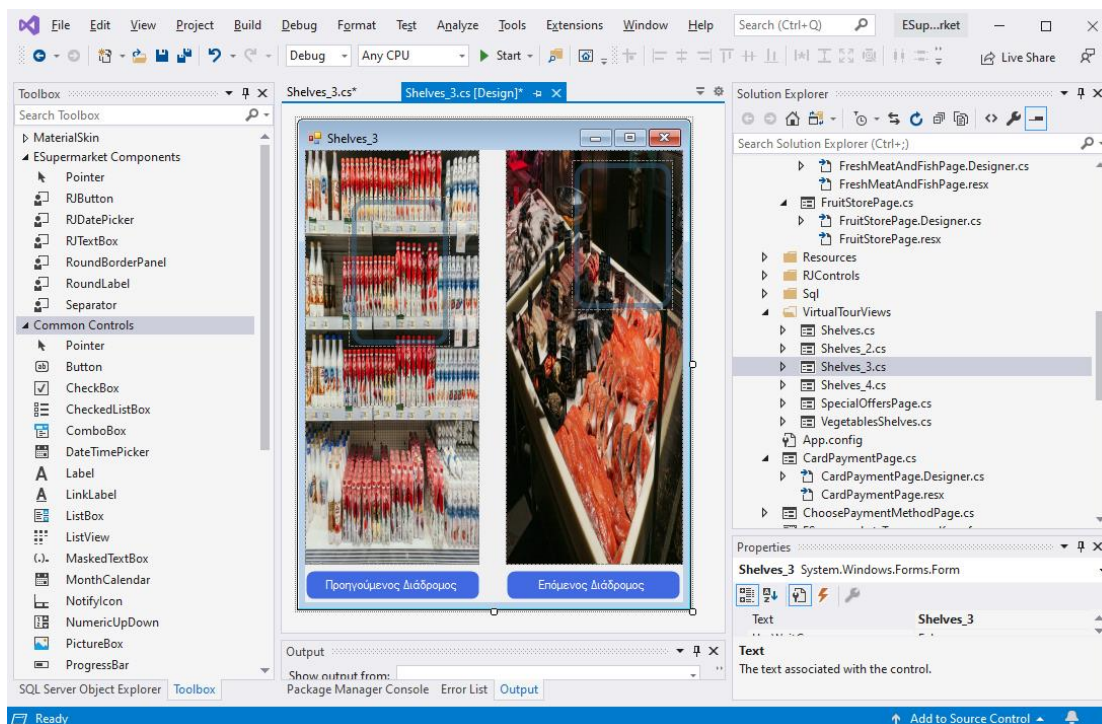 File Edit View Project Build Debug Format Test Analyze Tools Extensions Window Help Search (Ctrl+Q) ESup...rket
Debug Any CPU Start Live Share
Toolbox
Search Toolbox
MaterialSkin
ESupermarket Components
Pointer
RJButton
RJDatePicker
RJTextBox
RoundBorderPanel
RoundLabel
Separator
Common Controls
Pointer
Button
CheckBox
CheckedListBox
ComboBox
DateTimePicker
Label
LinkLabel
ListBox
ListView
MaskedTextBox
MonthCalendar
NotifyIcon
NumericUpDown
PictureBox
ProgressBar
SQL Server Object Explorer Toolbox
Shelves_3.cs* Shelves_3.cs [Design]*
Shelves_3
Προηγούμενος Διάδρομος Επόμενος Διάδρομος
Output
Show output from:
Package Manager Console Error List Output
Solution Explorer
Search Solution Explorer (Ctrl+;)
FreshMeatAndFishPage.Designer.cs
FreshMeatAndFishPage.resx
FruitStorePage.cs
FruitStorePage.Designer.cs
FruitStorePage.resx
Resources
RJControls
Sql
VirtualTourViews
Shelves.cs
Shelves_2.cs
Shelves_3.cs
Shelves_4.cs
SpecialOffersPage.cs
VegetablesShelves.cs
App.config
CardPaymentPage.cs
CardPaymentPage.Designer.cs
CardPaymentPage.resx
ChoosePaymentMethodPage.cs
Properties
Shelves_3 System.Windows.Forms.Form
Text Shelves_3
Text
The text associated with the control.
Ready Add to Source Control